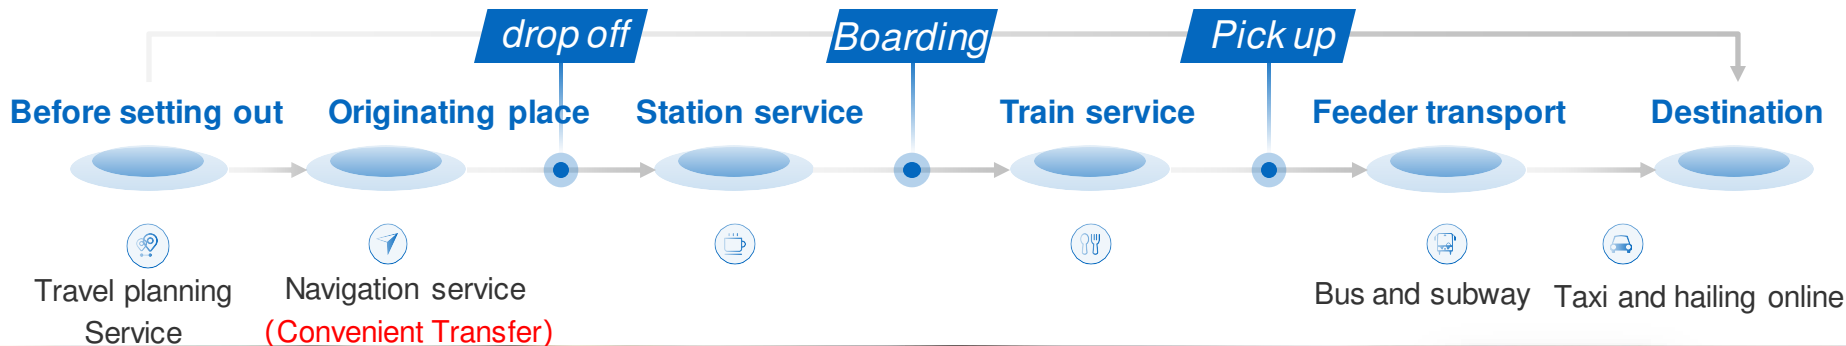 drop off
Boarding
Pick up
Before setting out
Originating place
Station service
Train service
Feeder transport
Destination
Travel planning
Service
Navigation service
(Convenient Transfer)
Bus and subway
Taxi and hailing online